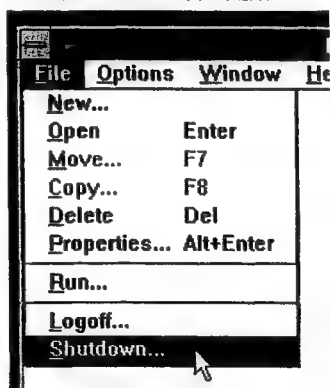 File Options Window He
New...
Open Enter
Move... F7
Copy... F8
Delete Del
Properties... Alt+Enter
Run...
Logoff...
Shutdown...